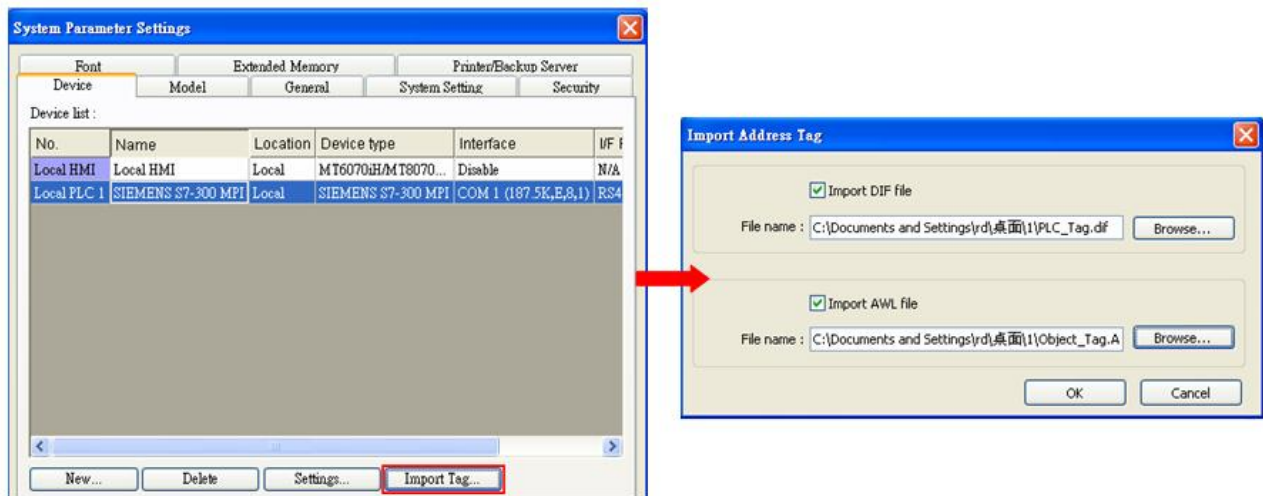 System Parameter Settings
Font Extended Memory Printer/Backup Server
Device Model General System Setting Security
Device list :
No. Name Location Device type Interface I/F
Local HMI Local HMI Local MT6070iH/MT8070... Disable N/A
Local PLC 1 SIEMENS S7-300 MPI Local SIEMENS S7-300 MPI COM 1 (187.5K,E,8,1) RS4
New... Delete Settings... Import Tag...
Import Address Tag
Import DIF file
File name : C:\Documents and Settings\rd\桌面\1\PLC_Tag.dif Browse...
Import AWL file
File name : C:\Documents and Settings\rd\桌面\1\Object_Tag.A Browse...
OK Cancel